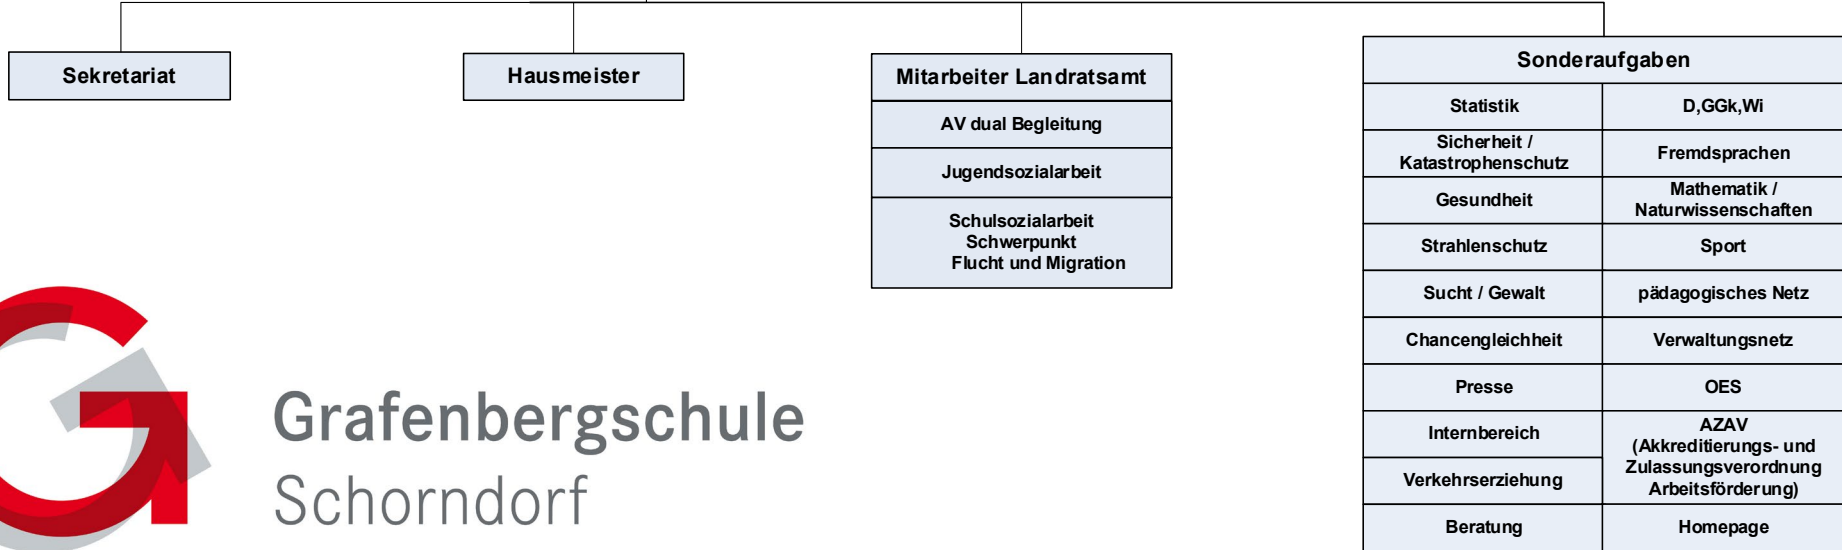 Sekretariat
Hausmeister
Mitarbeiter Landratsamt
AV dual Begleitung
Jugendsozialarbeit
Schulsozialarbeit
Schwerpunkt
Flucht und Migration
Sonderaufgaben
Statistik
D,GGk,Wi
Sicherheit /
Katastrophenschutz
Fremdsprachen
Gesundheit
Mathematik /
Naturwissenschaften
Strahlenschutz
Sport
Sucht / Gewalt
pädagogisches Netz
Chancengleichheit
Verwaltungsnetz
Presse
OES
Internbereich
AZAV
(Akkreditierungs- und
Zulassungsverordnung
Arbeitsförderung)
Verkehrserziehung
Beratung
Homepage
Grafenbergschule
Schorndorf